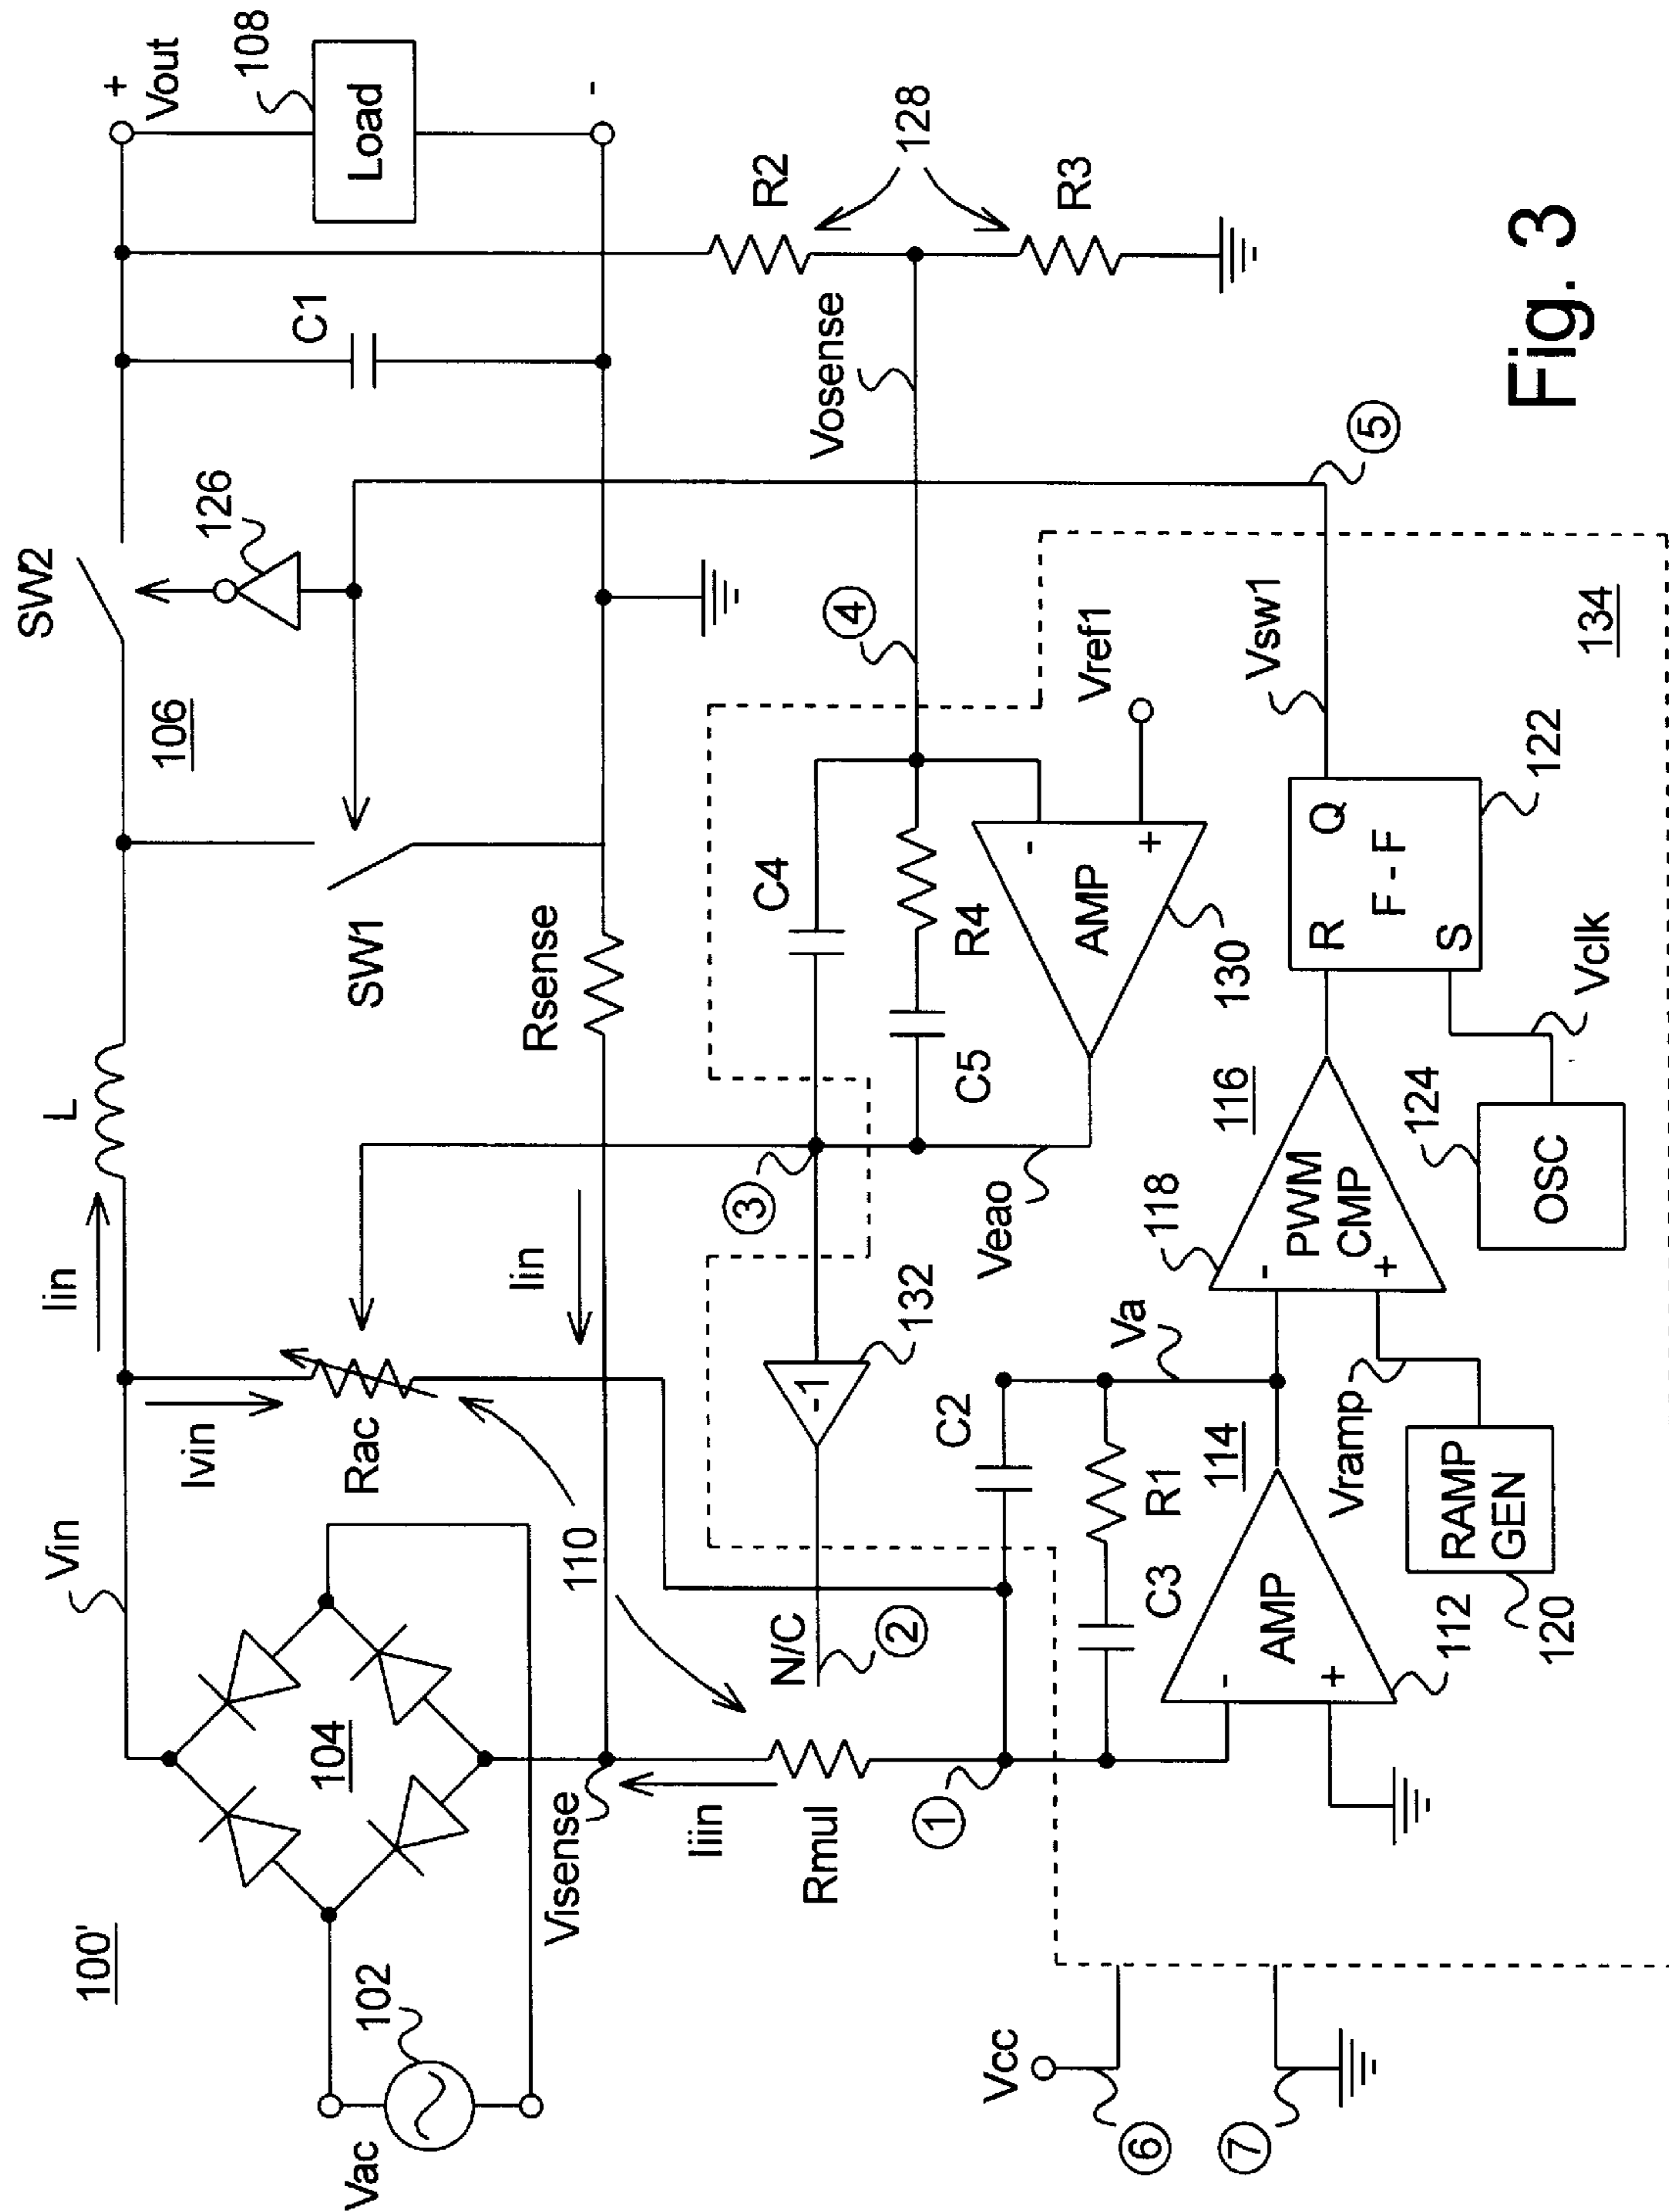 100'
Vac
102
104
Vin
Iin
L
SW2
106
126
C1
+
Vout
-
108
Load
Ivin
Rac
110
Iin
SW1
Rsense
Visense
Iiin
Rmul
N/C
2
132
-1
3
C4
4
Vosense
R2
128
R3
1
C2
C3
R1
114
Va
Veao
C5
R4
-
+
AMP
130
Vref1
-
+
AMP
112
Vramp
RAMP
GEN
120
118
116
-
+
PWM
CMP
124
OSC
Vclk
R
S
Q
F - F
122
Vsw1
5
134
Vcc
6
7
Fig. 3